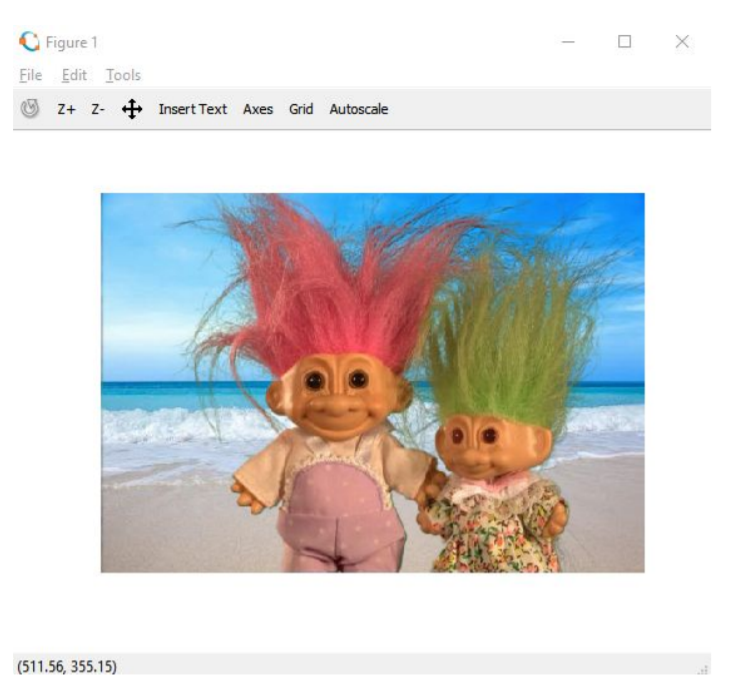 Figure 1
File Edit Tools
Z+ Z- Insert Text Axes Grid Autoscale
(511.56, 355.15)